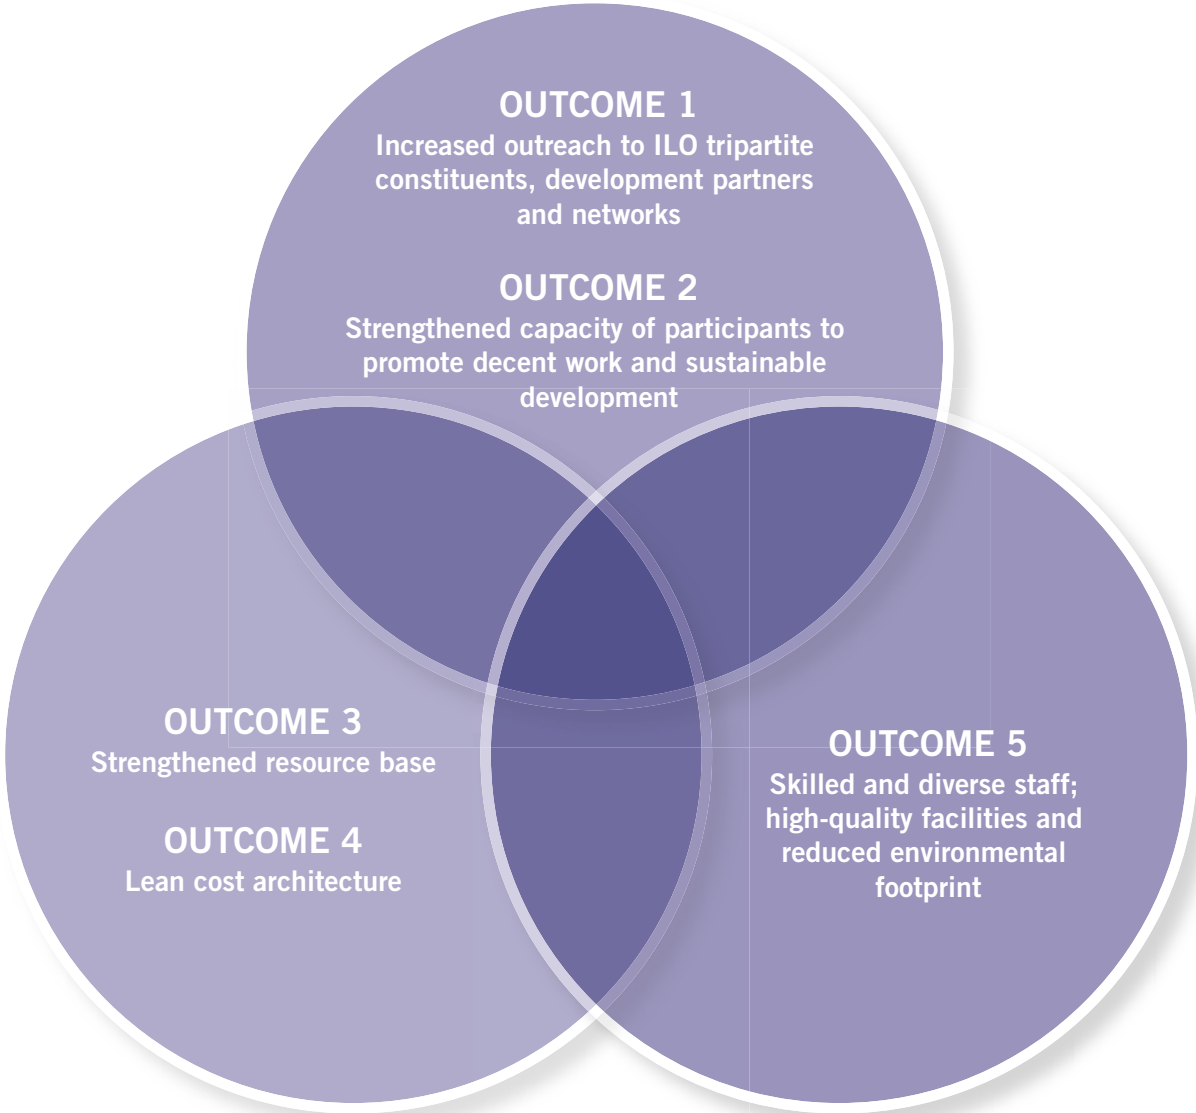 OUTCOME 1
Increased outreach to ILO tripartite
constituents, development partners
and networks
OUTCOME 2
Strengthened capacity of participants to
promote decent work and sustainable
development
OUTCOME 3
Strengthened resource base
OUTCOME 4
Lean cost architecture
OUTCOME 5
Skilled and diverse staff;
high-quality facilities and
reduced environmental
footprint